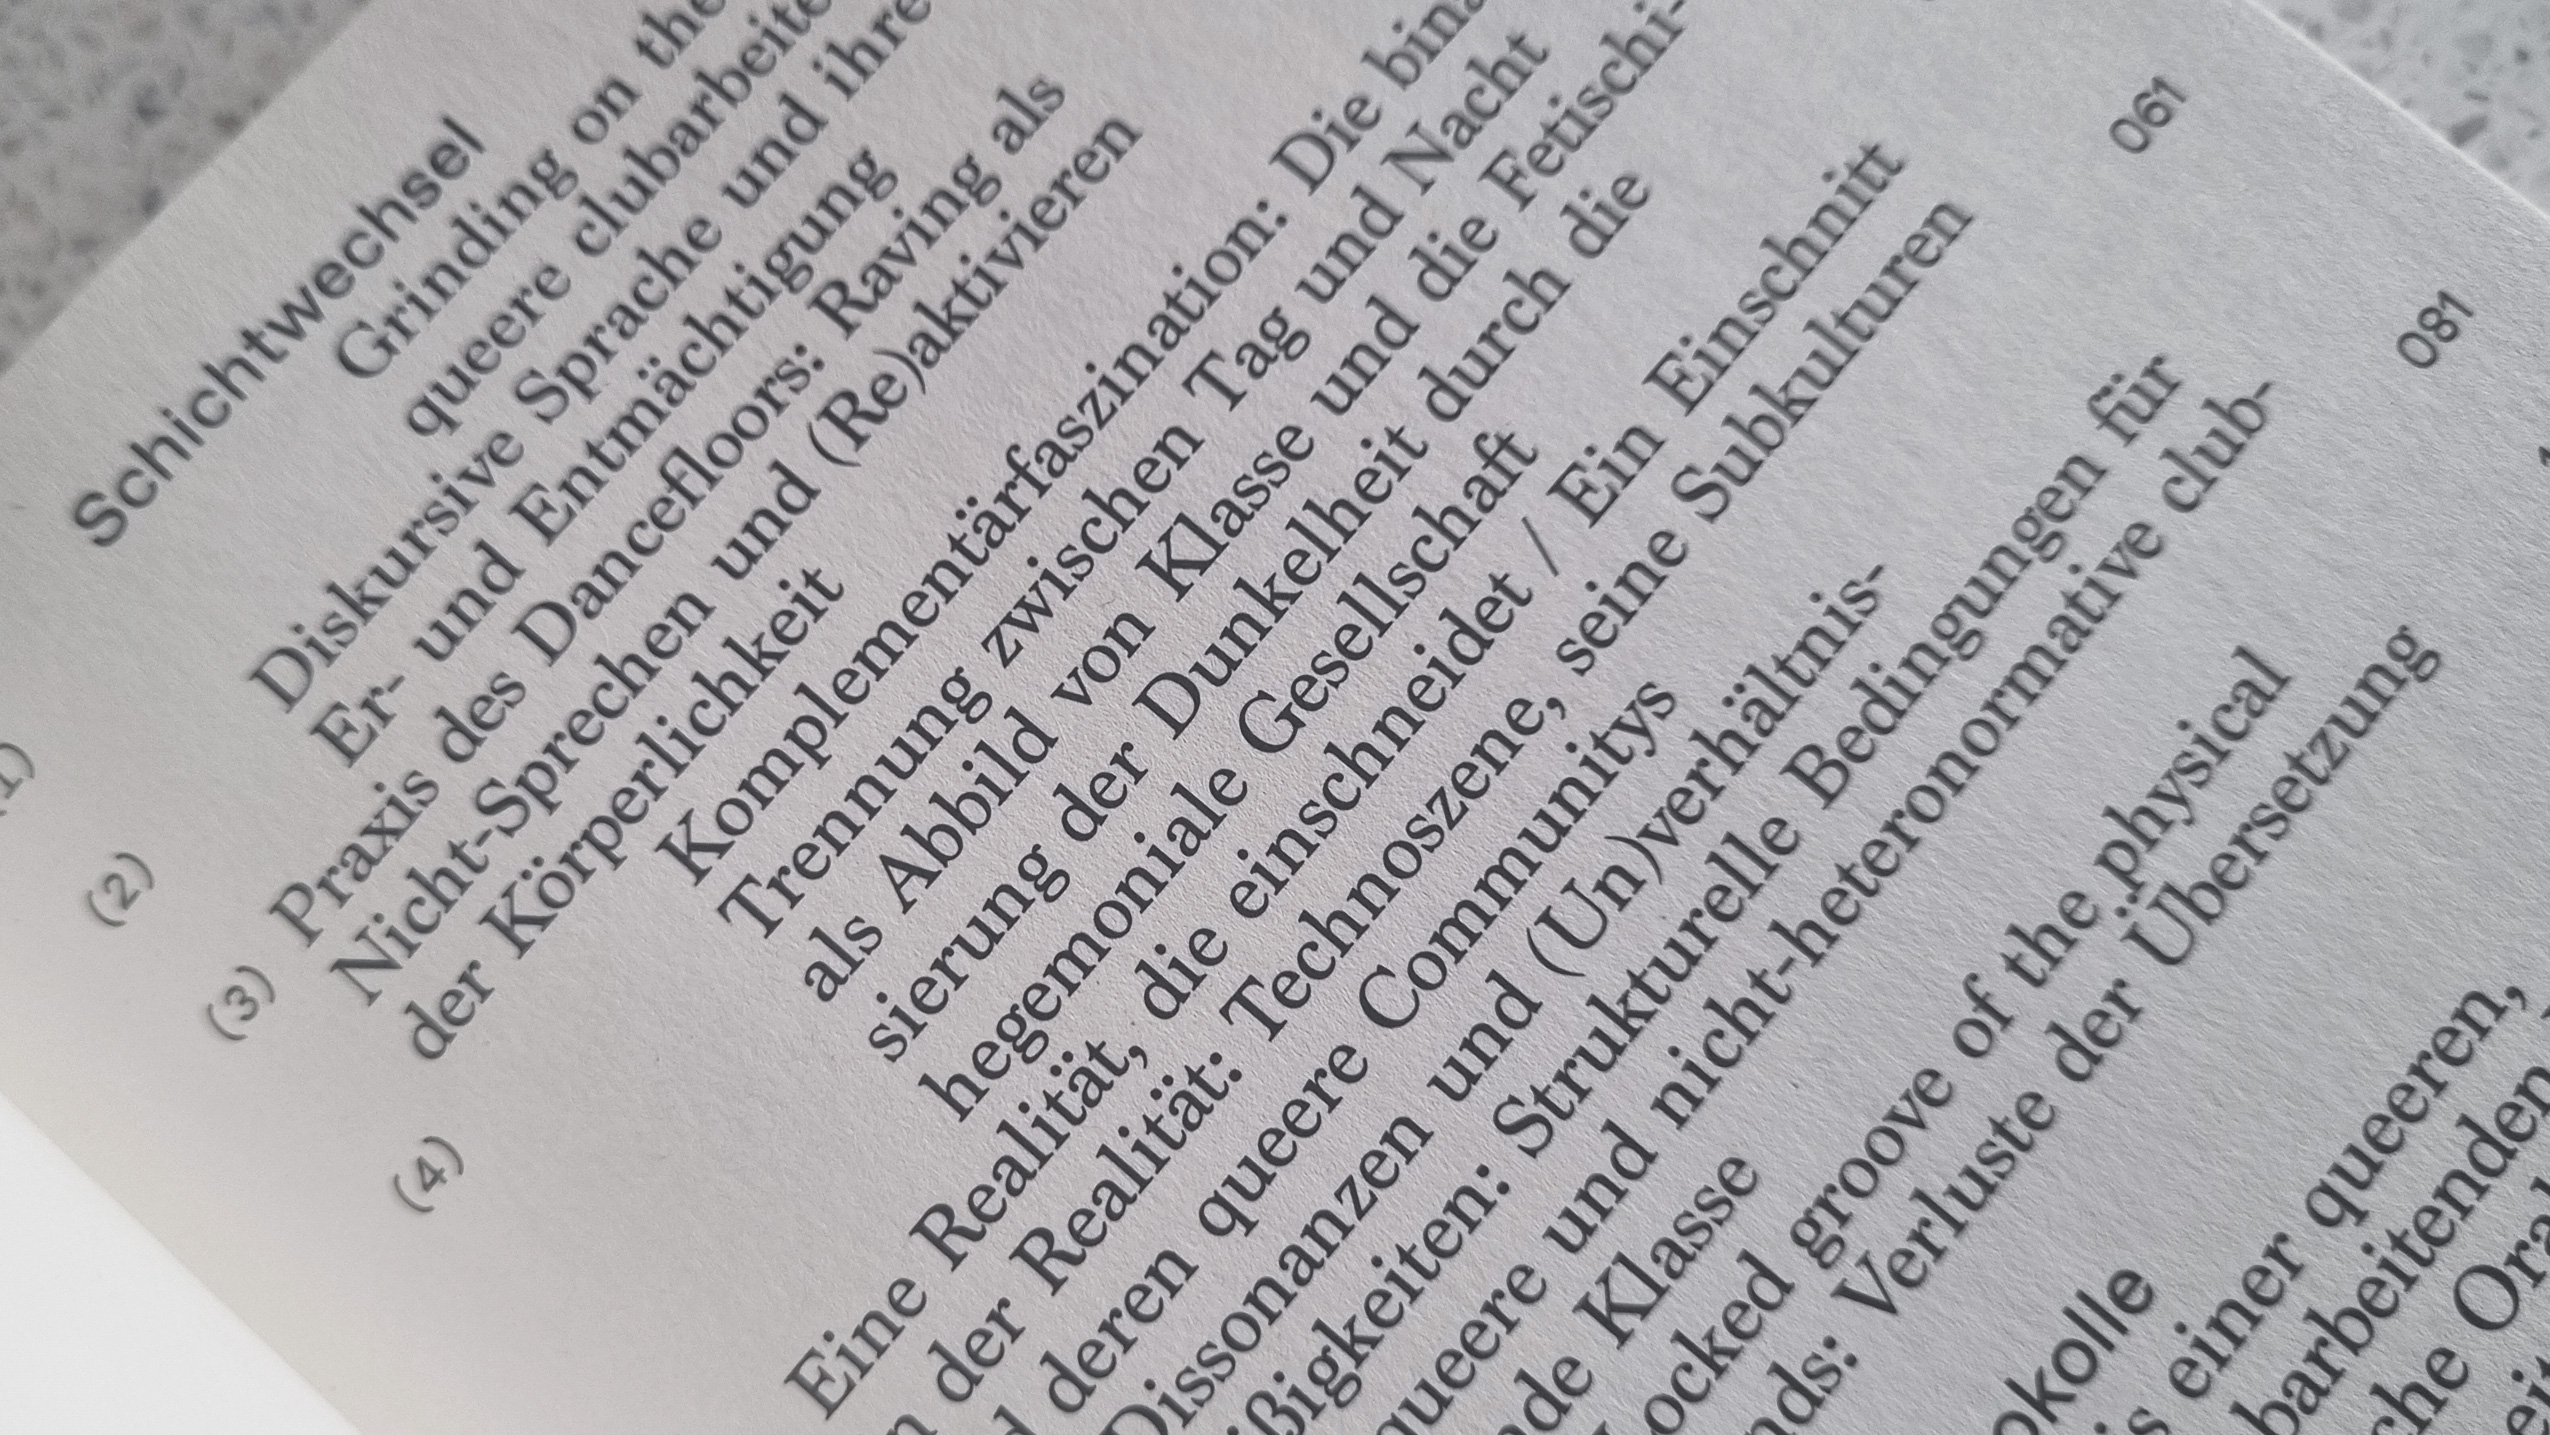 Schichtwechsel
Grinding on the
queere clubarbeite
(2) Diskursive Sprache und ihre
Er- und Entmächtigung
(3) Praxis des Dancefloors: Raving als
Nicht-Sprechen und (Re)aktivieren
der Körperlichkeit
(4) Komplementärfaszination: Die binä
Trennung zwischen Tag und Nacht
als Abbild von Klasse und die Fetischi-
sierung der Dunkelheit durch die
hegemoniale Gesellschaft
061
Eine Realität, die einschneidet / Ein Einschnitt
n der Realität: Technoszene, seine Subkulturen
d deren queere Communitys
081
Dissonanzen und (Un)verhältnis-
ßigkeiten: Strukturelle Bedingungen für
queere und nicht-heteronormative club-
nde Klasse
Locked groove of the physical
nds: Verluste der Übersetzung
okolle
s einer queeren,
barbeitenden
che Ora